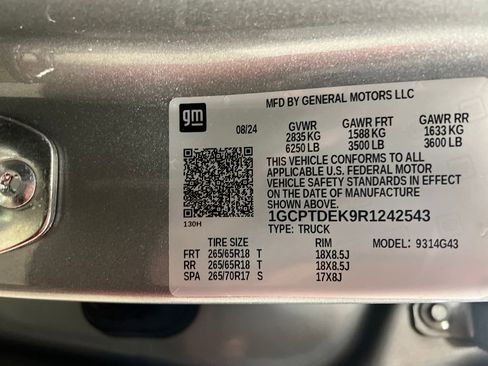 MFD BY GENERAL MOTORS LLC
gm
08/24 GVWR GAWR FRT GAWR RR
2835 KG 1588 KG 1633 KG
6250 LB 3500 LB 3600 LB
THIS VEHICLE CONFORMS TO ALL
APPLICABLE U.S. FEDERAL MOTOR
VEHICLE SAFETY STANDARDS IN EFFECT
ON THE DATE OF MANUFACTURE
SHOWN ABOVE.
1GCPTDEK9R1242543
130H
TYPE: TRUCK
TIRE SIZE RIM MODEL: 9314G43
FRT 265/65R18 T 18X8.5J
RR 265/65R18 T 18X8.5J
SPA 265/70R17 S 17X8J